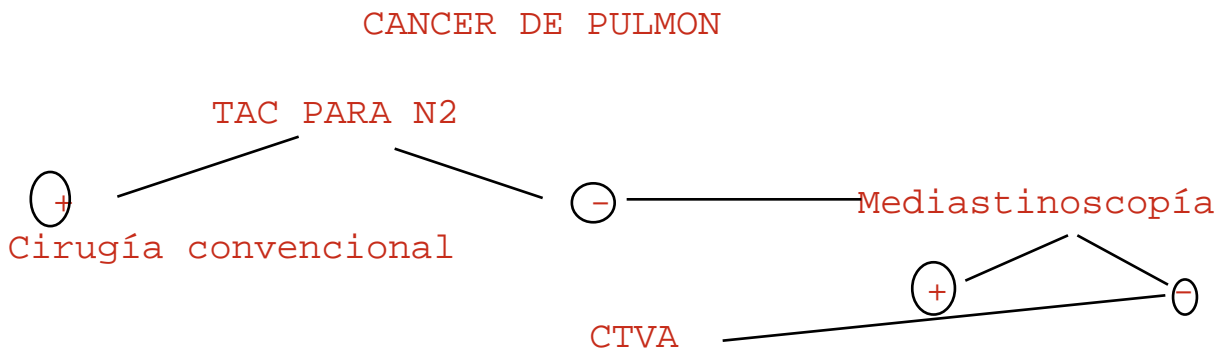 CANCER DE PULMON
TAC PARA N2
+
-
Mediastinoscopía
Cirugía convencional
+
-
CTVA